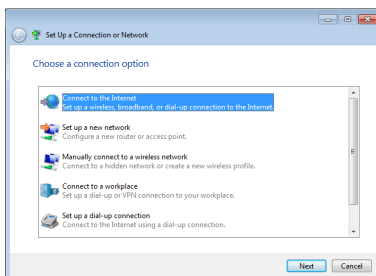 Set Up a Connection or Network
Choose a connection option
Connect to the Internet
Set up a wireless, broadband, or dial-up connection to the Internet.
Set up a new network
Configure a new router or access point.
Manually connect to a wireless network
Connect to a hidden network or create a new wireless profile.
Connect to a workplace
Set up a dial-up or VPN connection to your workplace.
Set up a dial-up connection
Connect to the Internet using a dial-up connection.
Next
Cancel